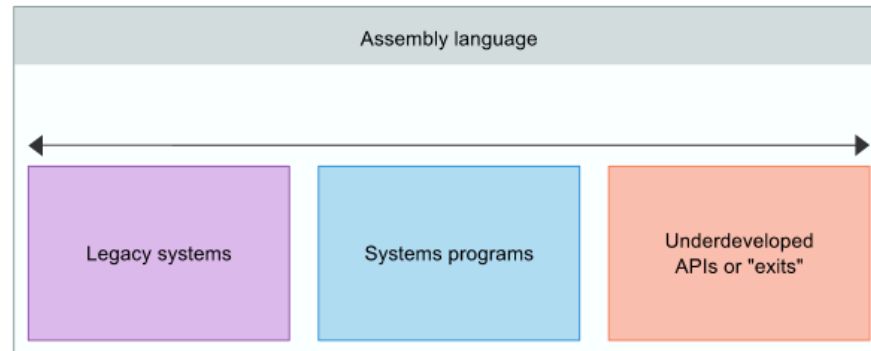 Assembly language
Legacy systems
Systems programs
Underdeveloped
APIs or "exits"